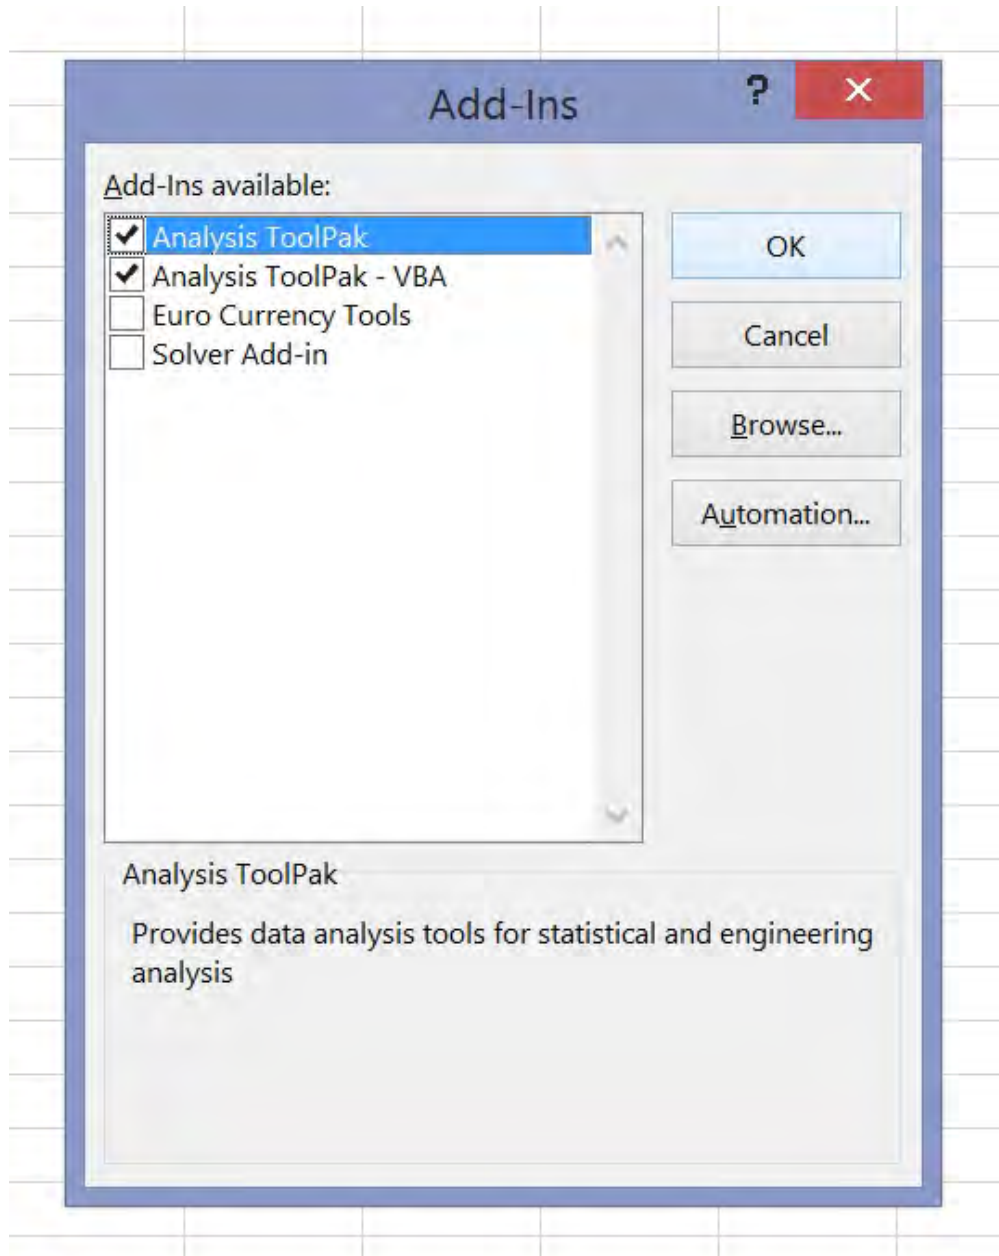 Add-Ins
?
Add-Ins available:
Analysis ToolPak
Analysis ToolPak - VBA
Euro Currency Tools
Solver Add-in
OK
Cancel
Browse...
Automation...
Analysis ToolPak
Provides data analysis tools for statistical and engineering
analysis